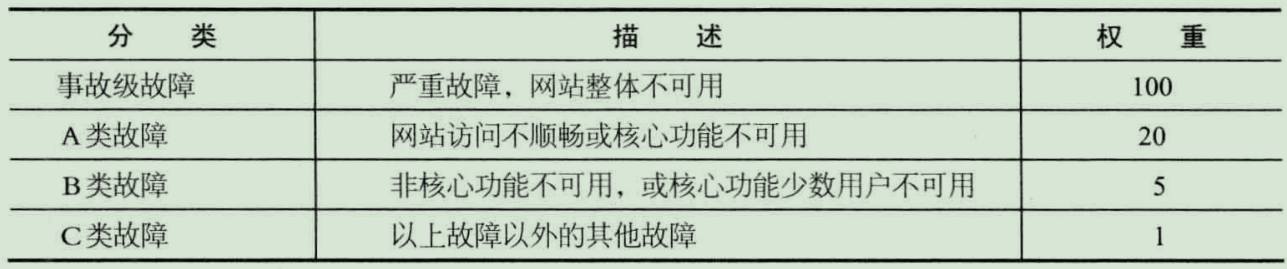 分 类 描 述 权 重
事故级故障 严重故障，网站整体不可用 100
A类故障 网站访问不顺畅或核心功能不可用 20
B类故障 非核心功能不可用，或核心功能少数用户不可用 5
C类故障 以上故障以外的其他故障 1